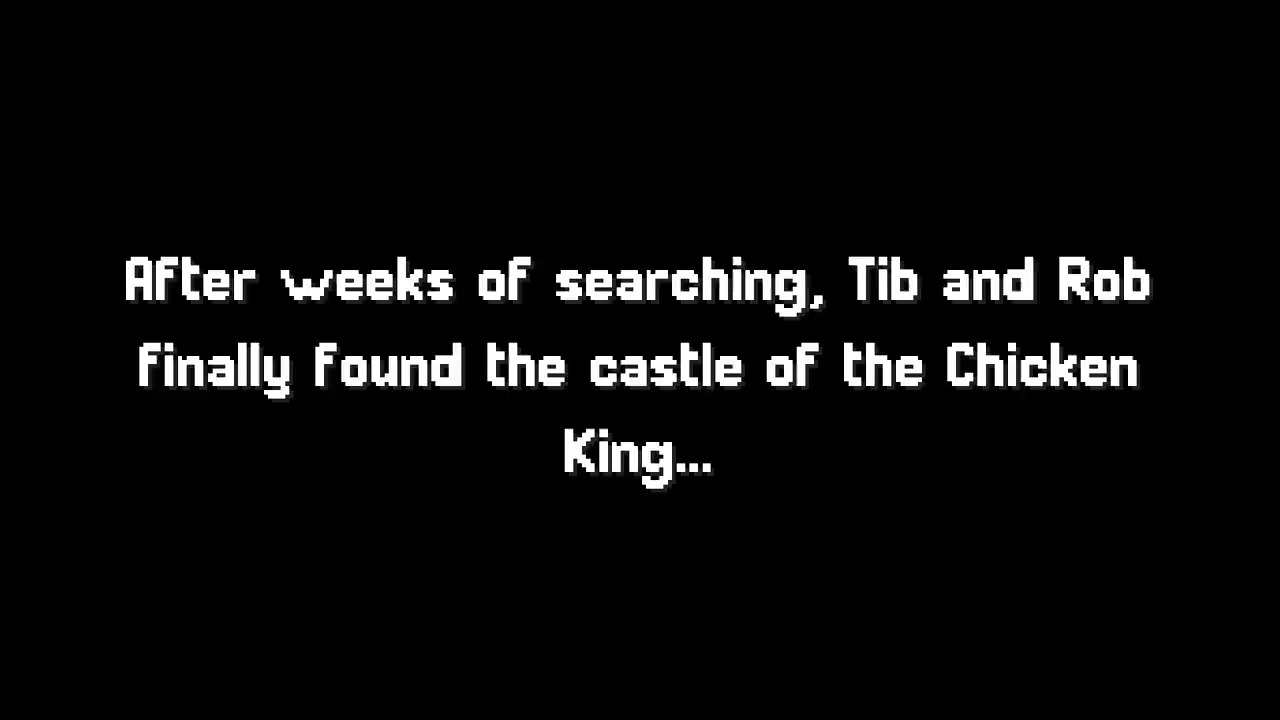 After weeks of searching, Tib and Rob
finally found the castle of the Chicken
King...